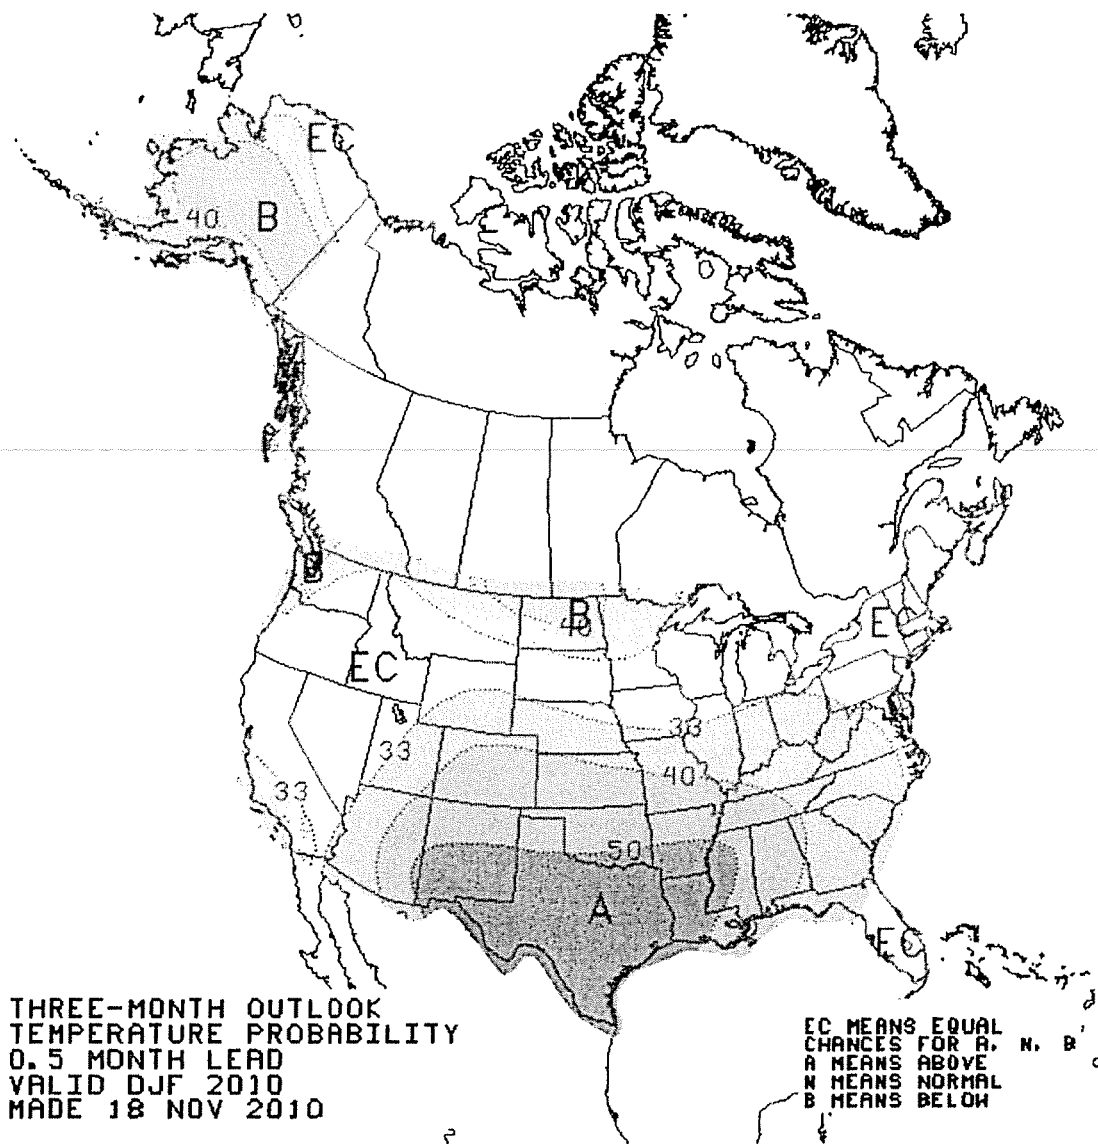 EC
40
B
B
B
40
E
EC
33
33
40
33
50
A
EC
THREE-MONTH OUTLOOK
TEMPERATURE PROBABILITY
0.5 MONTH LEAD
VALID DJF 2010
MADE 18 NOV 2010
EC MEANS EQUAL
CHANCES FOR A, N, B
A MEANS ABOVE
N MEANS NORMAL
B MEANS BELOW